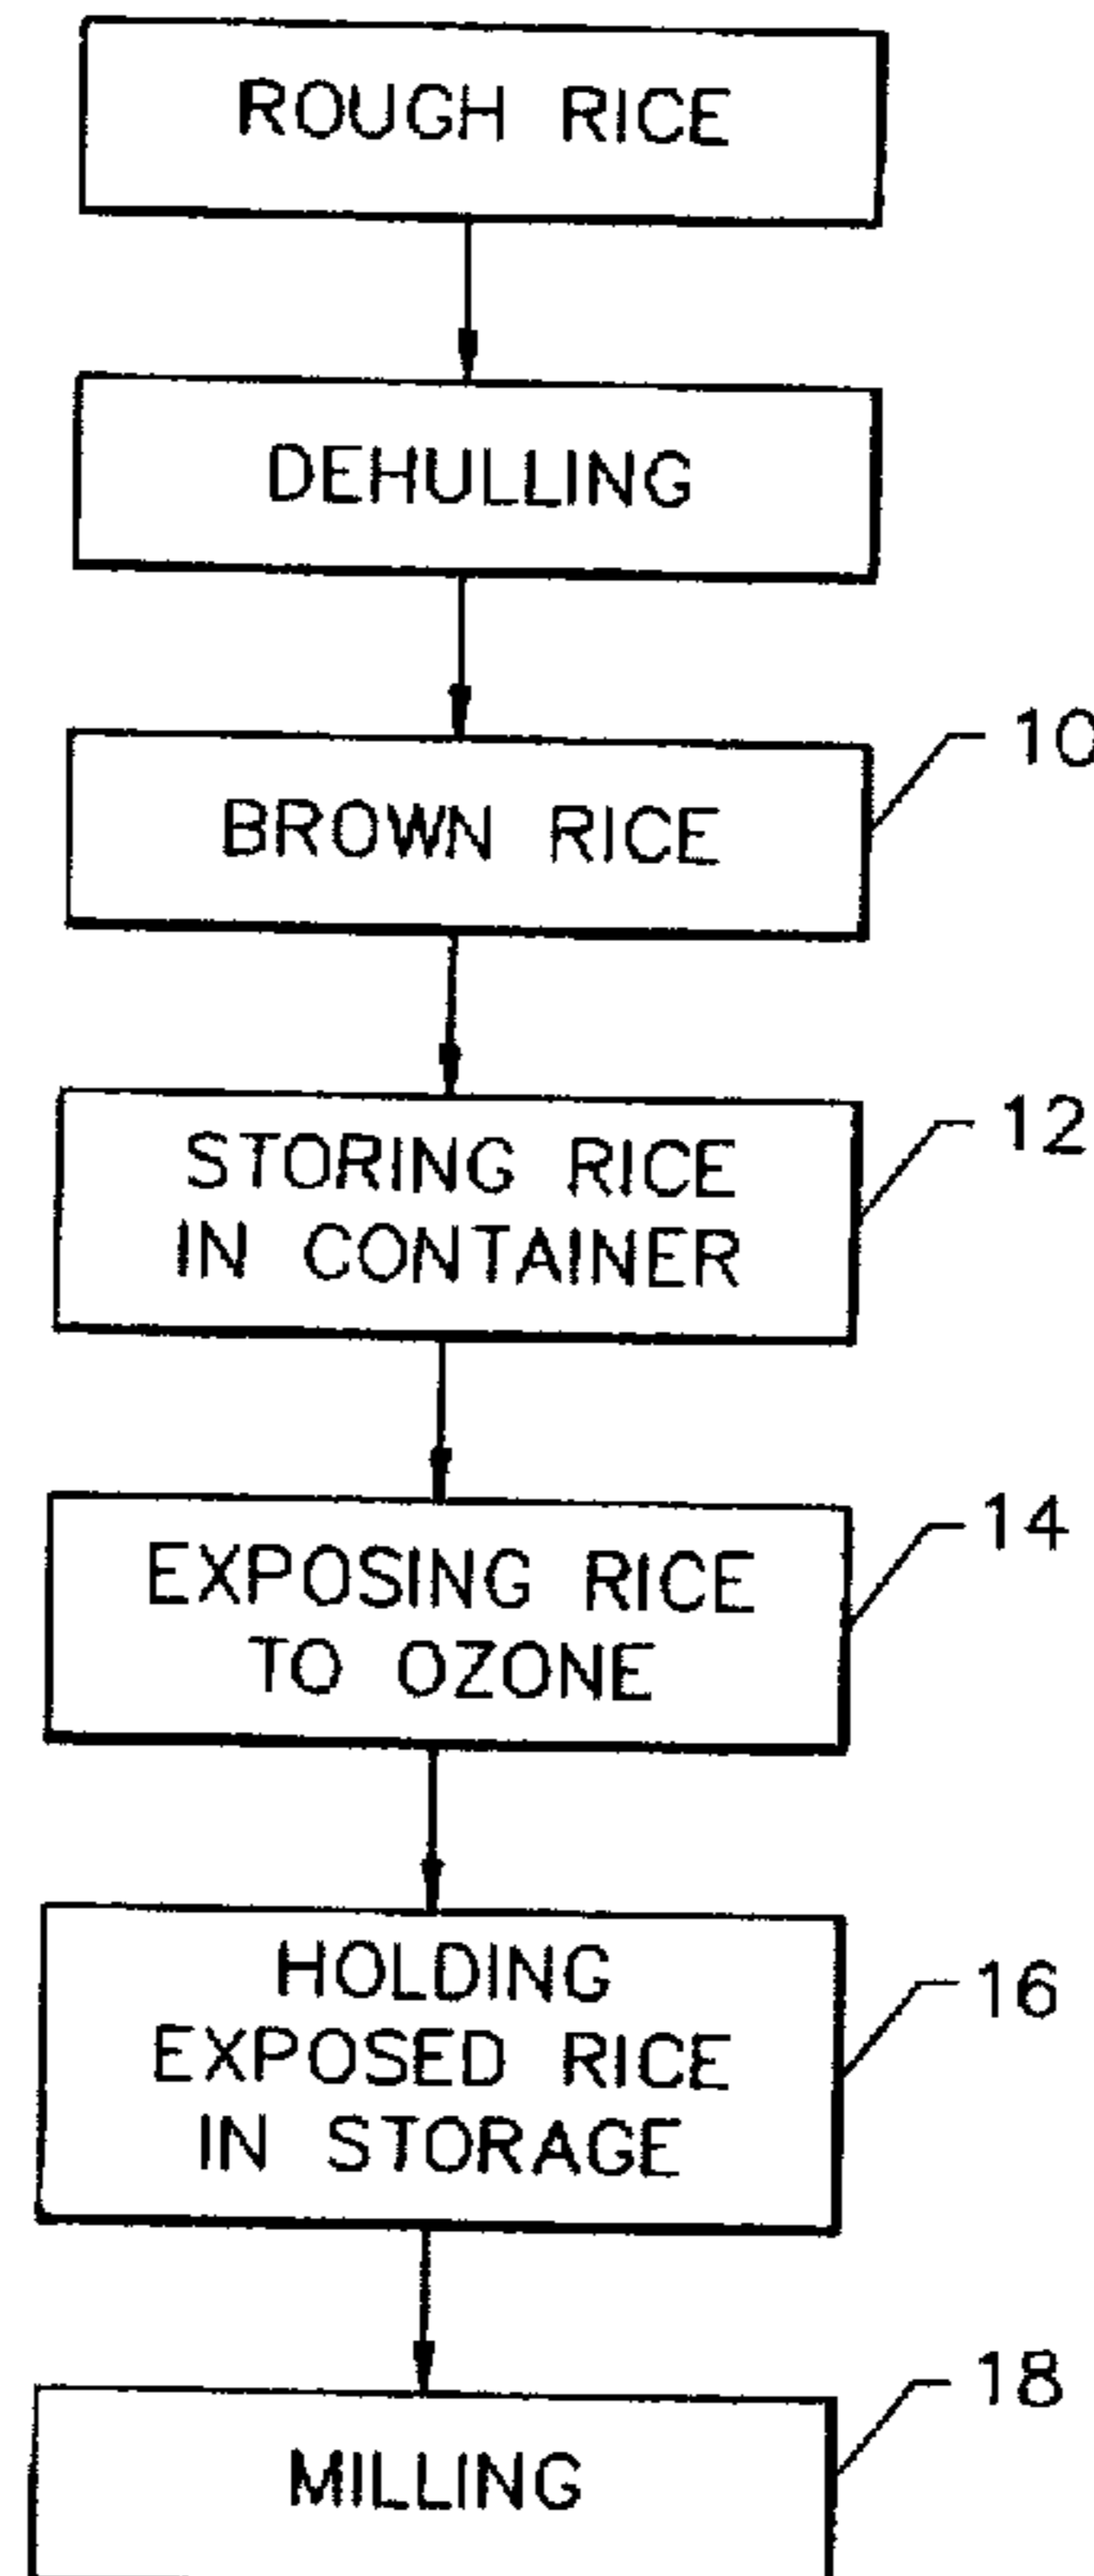 ROUGH RICE
DEHULLING
BROWN RICE
10
STORING RICE
IN CONTAINER
12
EXPOSING RICE
TO OZONE
14
HOLDING
EXPOSED RICE
IN STORAGE
16
MILLING
18